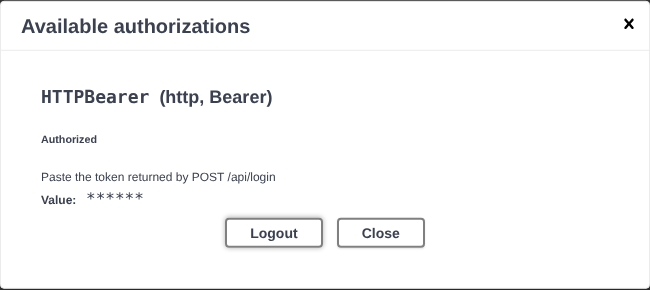 Available authorizations
×
HTTPBearer (http, Bearer)
Authorized
Paste the token returned by POST /api/login
Value: ******
Logout Close